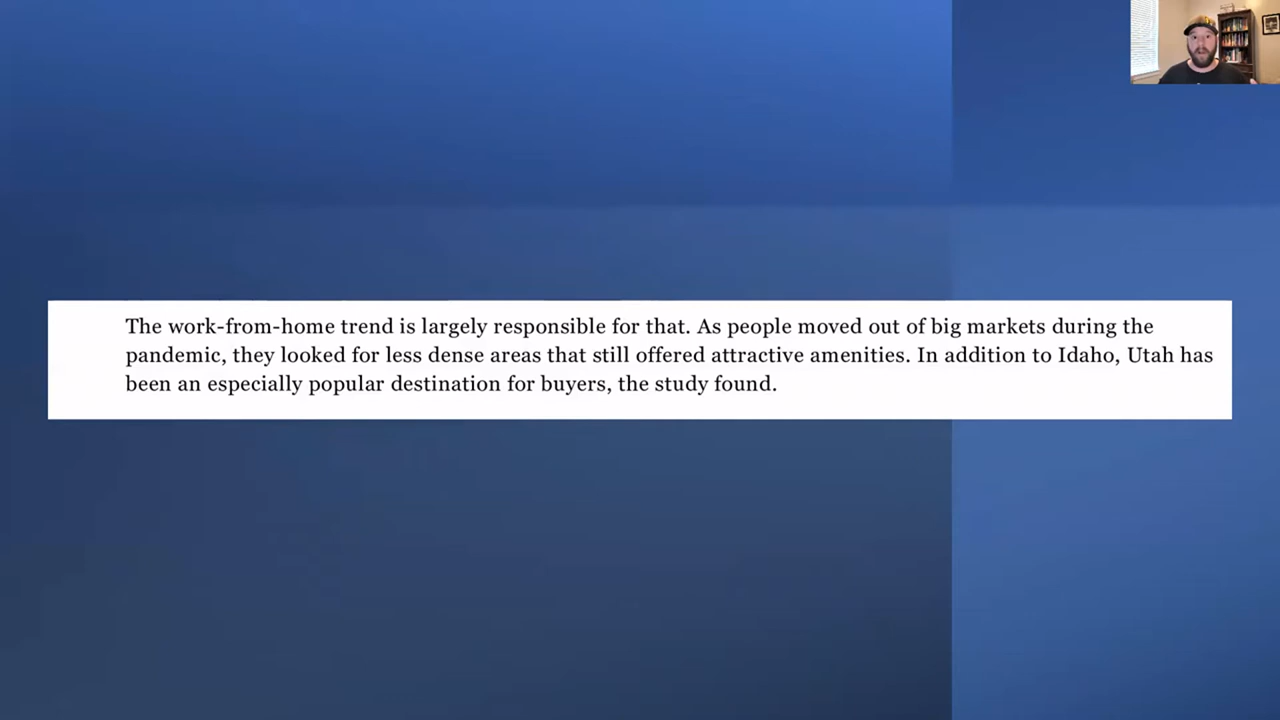 The work-from-home trend is largely responsible for that. As people moved out of big markets during the
pandemic, they looked for less dense areas that still offered attractive amenities. In addition to Idaho, Utah has
been an especially popular destination for buyers, the study found.